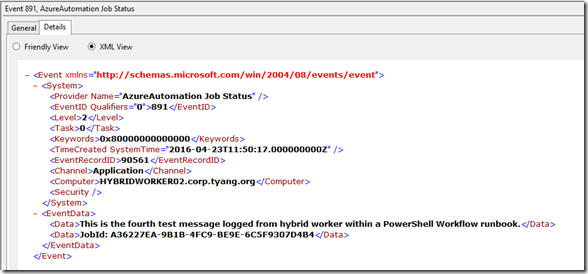 Event 891, AzureAutomation Job Status
General Details
Friendly View XML View
- <Event xmlns="http://schemas.microsoft.com/win/2004/08/events/event">
- <System>
<Provider Name="AzureAutomation Job Status" />
<EventID Qualifiers="0">891</EventID>
<Level>2</Level>
<Task>0</Task>
<Keywords>0x80000000000000</Keywords>
<TimeCreated SystemTime="2016-04-23T11:50:17.000000000Z" />
<EventRecordID>90561</EventRecordID>
<Channel>Application</Channel>
<Computer>HYBRIDWORKER02.corp.tyang.org</Computer>
<Security />
</System>
- <EventData>
<Data>This is the fourth test message logged from hybrid worker within a PowerShell Workflow runbook.</Data>
<Data>JobId: A36227EA-9B1B-4FC9-BE9E-6C5F9307D4B4</Data>
</EventData>
</Event>